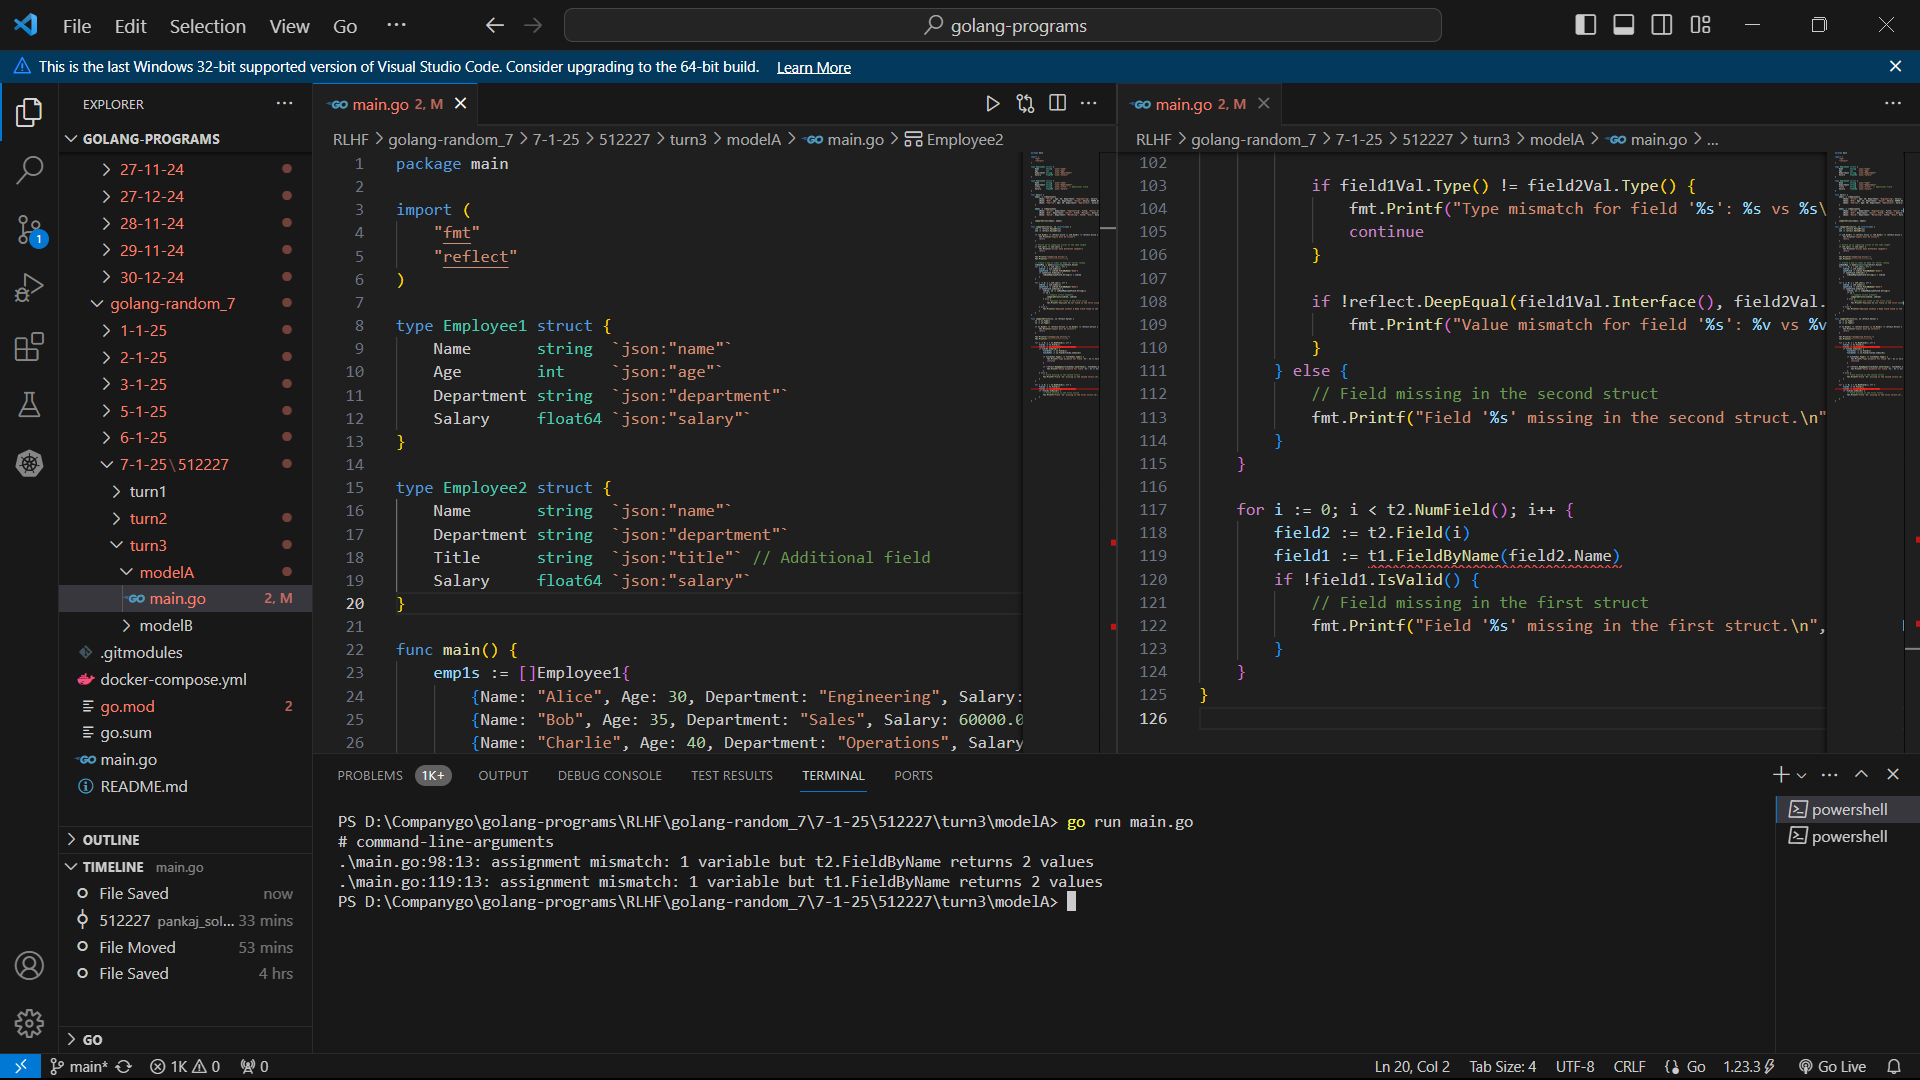 File Edit Selection View Go ··· golang-programs
This is the last Windows 32-bit supported version of Visual Studio Code. Consider upgrading to the 64-bit build. Learn More
EXPLORER
GOLANG-PROGRAMS
27-11-24
27-12-24
28-11-24
29-11-24
30-12-24
golang-random_7
1-1-25
2-1-25
3-1-25
5-1-25
6-1-25
7-1-25\512227
turn1
turn2
turn3
modelA
main.go 2, M
modelB
.gitmodules
docker-compose.yml
go.mod 2
go.sum
main.go
README.md
OUTLINE
TIMELINE main.go
File Saved now
512227 pankaj_sol... 33 mins
File Moved 53 mins
File Saved 4 hrs
GO
main.go 2, M
RLHF > golang-random_7 > 7-1-25 > 512227 > turn3 > modelA > main.go > Employee2
1 package main
2
3 import (
4 "fmt"
5 "reflect"
6 )
7
8 type Employee1 struct {
9 Name string `json:"name"`
10 Age int `json:"age"`
11 Department string `json:"department"`
12 Salary float64 `json:"salary"`
13 }
14
15 type Employee2 struct {
16 Name string `json:"name"`
17 Department string `json:"department"`
18 Title string `json:"title"` // Additional field
19 Salary float64 `json:"salary"`
20 }
21
22 func main() {
23 emp1s := []Employee1{
24 {Name: "Alice", Age: 30, Department: "Engineering", Salary:
25 {Name: "Bob", Age: 35, Department: "Sales", Salary: 60000.0
26 {Name: "Charlie", Age: 40, Department: "Operations", Salary
main.go 2, M
RLHF > golang-random_7 > 7-1-25 > 512227 > turn3 > modelA > main.go > ...
102
103 if field1Val.Type() != field2Val.Type() {
104 fmt.Printf("Type mismatch for field '%s': %s vs %s\
105 continue
106 }
107
108 if !reflect.DeepEqual(field1Val.Interface(), field2Val.
109 fmt.Printf("Value mismatch for field '%s': %v vs %v
110 }
111 } else {
112 // Field missing in the second struct
113 fmt.Printf("Field '%s' missing in the second struct.\n"
114 }
115 }
116
117 for i := 0; i < t2.NumField(); i++ {
118 field2 := t2.Field(i)
119 field1 := t1.FieldByName(field2.Name)
120 if !field1.IsValid() {
121 // Field missing in the first struct
122 fmt.Printf("Field '%s' missing in the first struct.\n",
123 }
124 }
125 }
126
PROBLEMS 1K+ OUTPUT DEBUG CONSOLE TEST RESULTS TERMINAL PORTS
PS D:\Companygo\golang-programs\RLHF\golang-random_7\7-1-25\512227\turn3\modelA> go run main.go
# command-line-arguments
.\main.go:98:13: assignment mismatch: 1 variable but t2.FieldByName returns 2 values
.\main.go:119:13: assignment mismatch: 1 variable but t1.FieldByName returns 2 values
PS D:\Companygo\golang-programs\RLHF\golang-random_7\7-1-25\512227\turn3\modelA>
powershell
powershell
main* 1K 0 0 Ln 20, Col 2 Tab Size: 4 UTF-8 CRLF Go 1.23.3 Go Live